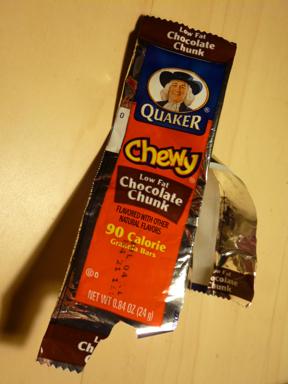 Low Fat
Chocolate
Chunk
QUAKER
Chewy
Low Fat
Chocolate
Chunk
FLAVORED WITH OTHER
NATURAL FLAVORS
90 Calorie
Granola Bars
NET WT 0.84 OZ (24 g)
Low Fat
Chocolate
Chunk